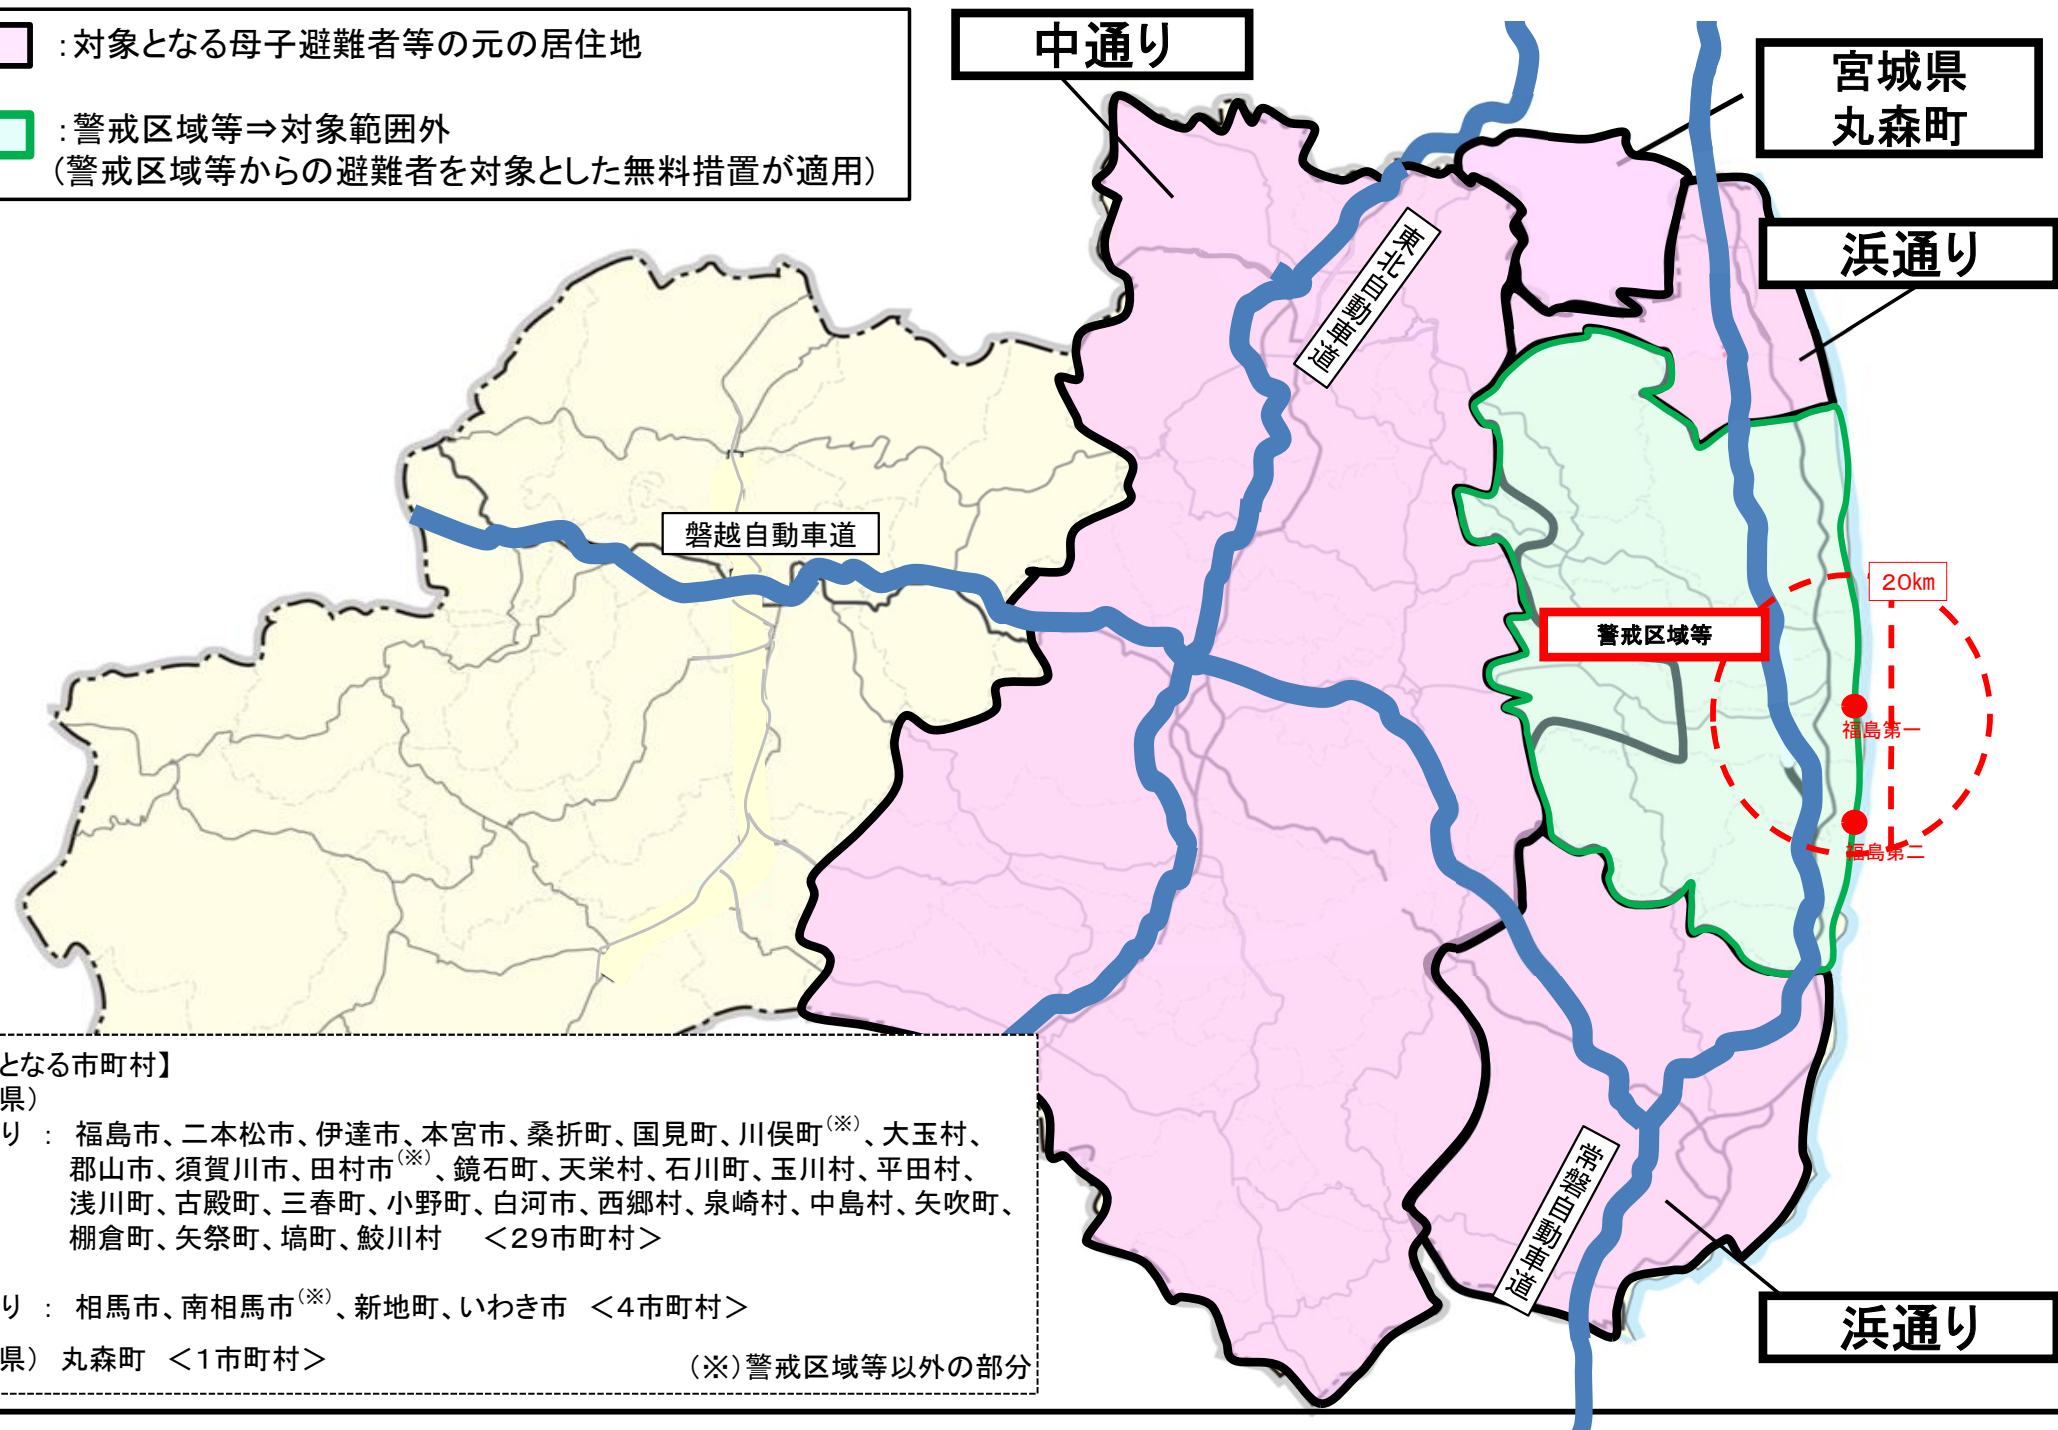 :対象となる母子避難者等の元の居住地
:警戒区域等⇒対象範囲外
(警戒区域等からの避難者を対象とした無料措置が適用)
中通り
宮城県
丸森町
浜通り
東北自動車道
磐越自動車道
20km
警戒区域等
福島第一
福島第二
常磐自動車道
浜通り
となる市町村】
県)
り : 福島市、二本松市、伊達市、本宮市、桑折町、国見町、川俣町(※)、大玉村、
郡山市、須賀川市、田村市(※)、鏡石町、天栄村、石川町、玉川村、平田村、
浅川町、古殿町、三春町、小野町、白河市、西郷村、泉崎村、中島村、矢吹町、
棚倉町、矢祭町、塙町、鮫川村 <29市町村>
り : 相馬市、南相馬市(※)、新地町、いわき市 <4市町村>
県) 丸森町 <1市町村>
(※)警戒区域等以外の部分